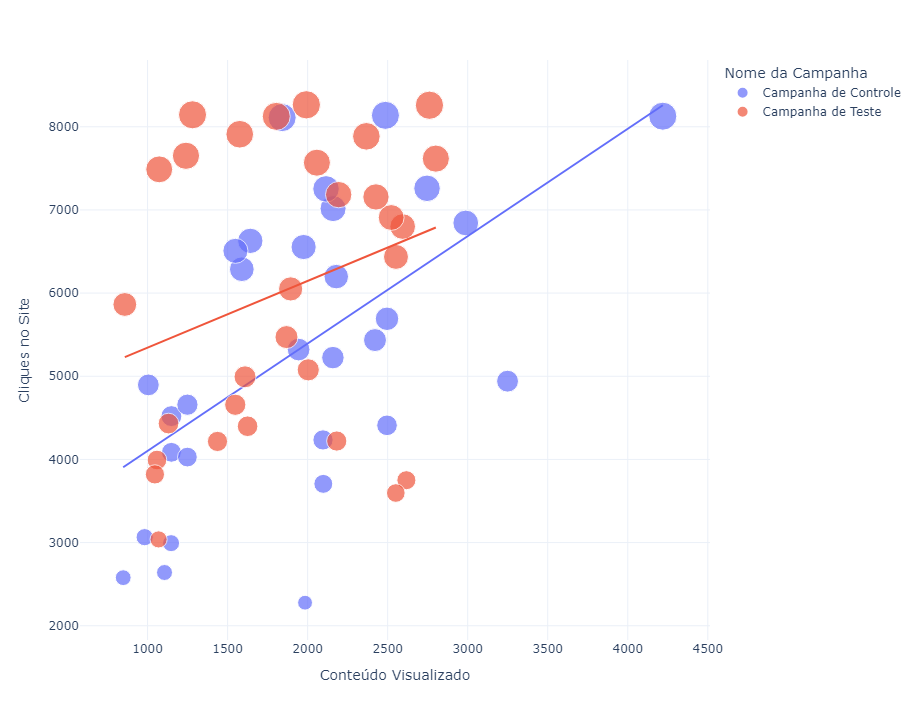 Nome da Campanha
Campanha de Controle
Campanha de Teste
8000
7000
6000
5000
4000
3000
2000
Cliques no Site
1000 1500 2000 2500 3000 3500 4000 4500
Conteúdo Visualizado